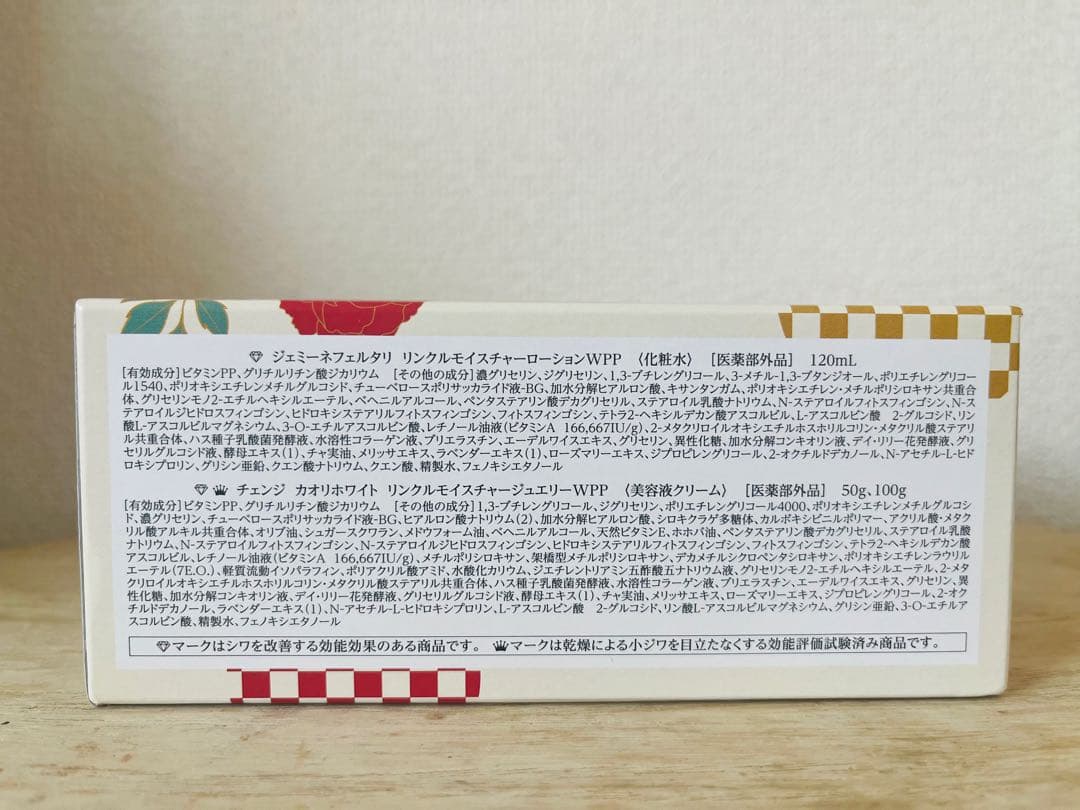 ジェミーネフェルタリ リンクルモイスチャーローションWPP 〈化粧水〉 [医薬部外品] 120mL
[有効成分]ビタミンPP、グリチルリチン酸ジカリウム [その他の成分]濃グリセリン、ジグリセリン、1,3-ブチレングリコール、3-メチル-1,3-ブタンジオール、ポリエチレングリコー
ル1540、ポリオキシエチレンメチルグルコシド、チューベロースポリサッカライド液-BG、加水分解ヒアルロン酸、キサンタンガム、ポリオキシエチレン・メチルポリシロキサン共重合
体、グリセリンモノ2-エチルヘキシルエーテル、ベヘニルアルコール、ペンタステアリン酸デカグリセリル、ステアロイル乳酸ナトリウム、N-ステアロイルフィトスフィンゴシン、N-ス
テアロイルジヒドロスフィンゴシン、ヒドロキシステアリルフィトスフィンゴシン、フィトスフィンゴシン、テトラ2-ヘキシルデカン酸アスコルビル、L-アスコルビン酸 2-グルコシド、リン
酸L-アスコルビルマグネシウム、3-O-エチルアスコルビン酸、レチノール油液(ビタミンA 166,667IU/g)、2-メタクリロイルオキシエチルホスホリルコリン・メタクリル酸ステアリ
ル共重合体、ハス種子乳酸菌発酵液、水溶性コラーゲン液、プリエラスチン、エーデルワイスエキス、グリセリン、異性化糖、加水分解コンキオリン液、デイ・リリー花発酵液、グリ
セリルグルコシド液、酵母エキス(1)、チャ実油、メリッサエキス、ラベンダーエキス(1)、ローズマリーエキス、ジプロピレングリコール、2-オクチルドデカノール、N-アセチル-L-ヒド
ロキシプロリン、グリシン亜鉛、クエン酸ナトリウム、クエン酸、精製水、フェノキシエタノール
チェンジ カオリホワイト リンクルモイスチャージュエリーWPP 〈美容液クリーム〉 [医薬部外品] 50g、100g
[有効成分]ビタミンPP、グリチルリチン酸ジカリウム [その他の成分]1,3-ブチレングリコール、ジグリセリン、ポリエチレングリコール4000、ポリオキシエチレンメチルグルコシ
ド、濃グリセリン、チューベロースポリサッカライド液-BG、ヒアルロン酸ナトリウム(2)、加水分解ヒアルロン酸、シロキクラゲ多糖体、カルボキシビニルポリマー、アクリル酸・メタク
リル酸アルキル共重合体、オリブ油、シュガースクワラン、メドウフォーム油、ベヘニルアルコール、天然ビタミンE、ホホバ油、ペンタステアリン酸デカグリセリル、ステアロイル乳酸
ナトリウム、N-ステアロイルフィトスフィンゴシン、N-ステアロイルジヒドロスフィンゴシン、ヒドロキシステアリルフィトスフィンゴシン、フィトスフィンゴシン、テトラ2-ヘキシルデカン酸
アスコルビル、レチノール油液(ビタミンA 166,667IU/g)、メチルポリシロキサン、架橋型メチルポリシロキサン、デカメチルシクロペンタシロキサン、ポリオキシエチレンラウリル
エーテル(7E.O.)、軽質流動イソパラフィン、ポリアクリル酸アミド、水酸化カリウム、ジエチレントリアミン五酢酸五ナトリウム液、グリセリンモノ2-エチルヘキシルエーテル、2-メタ
クリロイルオキシエチルホスホリルコリン・メタクリル酸ステアリル共重合体、ハス種子乳酸菌発酵液、水溶性コラーゲン液、プリエラスチン、エーデルワイスエキス、グリセリン、異
性化糖、加水分解コンキオリン液、デイ・リリー花発酵液、グリセリルグルコシド液、酵母エキス(1)、チャ実油、メリッサエキス、ローズマリーエキス、ジプロピレングリコール、2-オク
チルドデカノール、ラベンダーエキス(1)、N-アセチル-L-ヒドロキシプロリン、L-アスコルビン酸 2-グルコシド、リン酸L-アスコルビルマグネシウム、グリシン亜鉛、3-O-エチルア
スコルビン酸、精製水、フェノキシエタノール
マークはシワを改善する効能効果のある商品です。 マークは乾燥による小ジワを目立たなくする効能評価試験済み商品です。